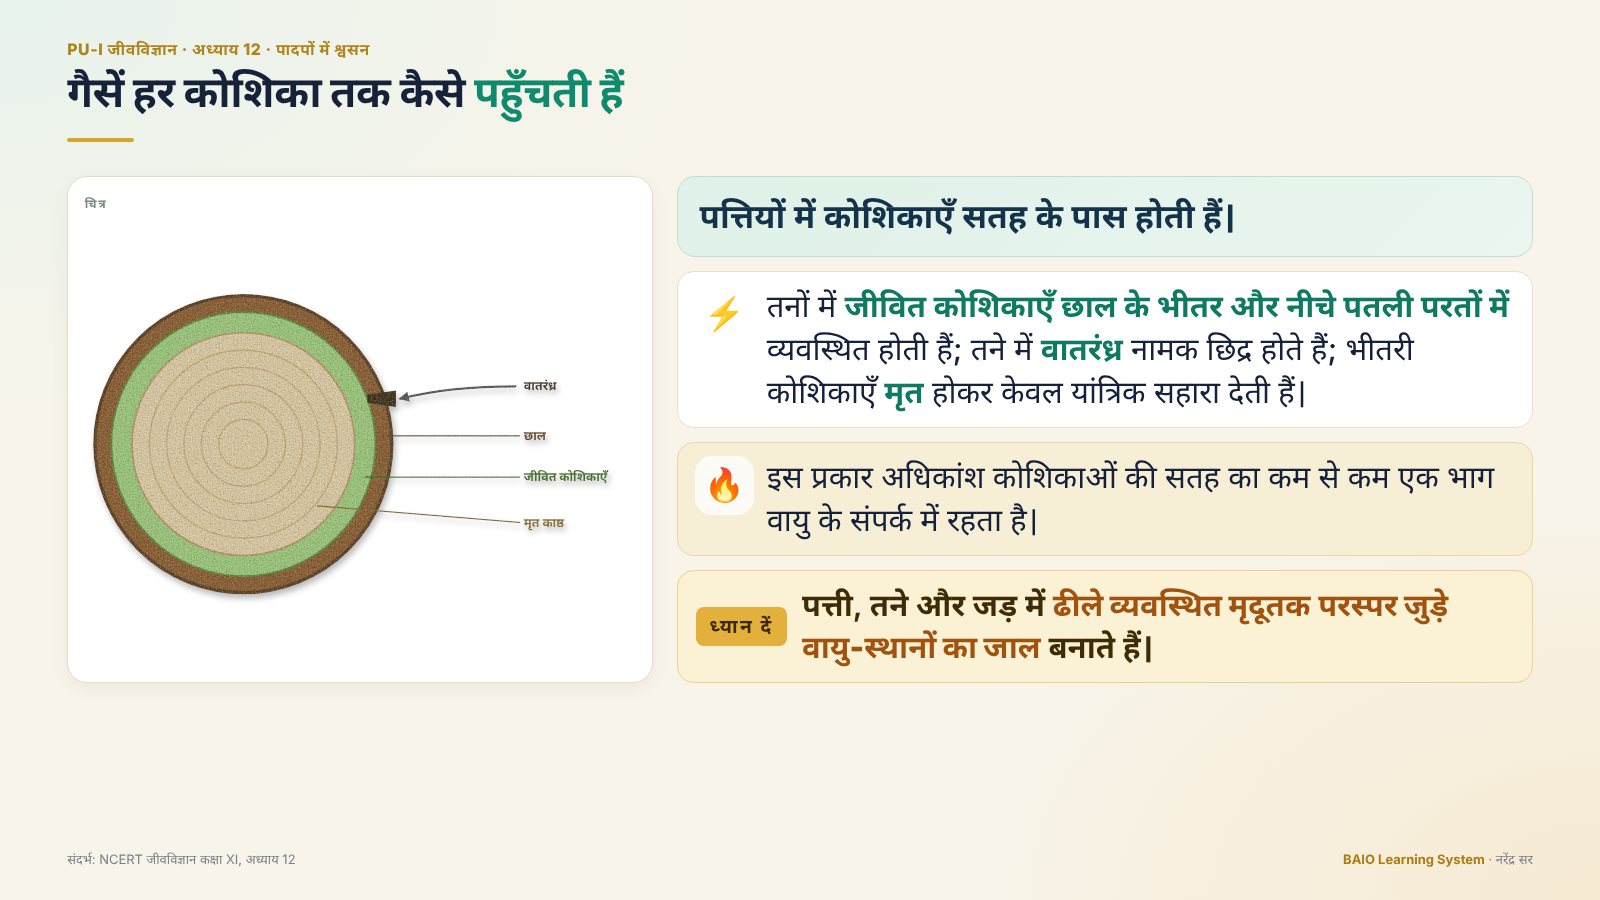 PU-I जीवविज्ञान · अध्याय 12 · पादपों में श्वसन
गैसें हर कोशिका तक कैसे पहुँचती हैं
चित्र
वातरंध्र
छाल
जीवित कोशिकाएँ
मृत काष्ठ
पत्तियों में कोशिकाएँ सतह के पास होती हैं|
तनों में जीवित कोशिकाएँ छाल के भीतर और नीचे पतली परतों में
व्यवस्थित होती हैं; तने में वातरंध्र नामक छिद्र होते हैं; भीतरी
कोशिकाएँ मृत होकर केवल यांत्रिक सहारा देती हैं|
इस प्रकार अधिकांश कोशिकाओं की सतह का कम से कम एक भाग
वायु के संपर्क में रहता है|
ध्यान दें
पत्ती, तने और जड़ में ढीले व्यवस्थित मृदूतक परस्पर जुड़े
वायु-स्थानों का जाल बनाते हैं|
संदर्भ: NCERT जीवविज्ञान कक्षा XI, अध्याय 12
BAIO Learning System · नरेंद्र सर